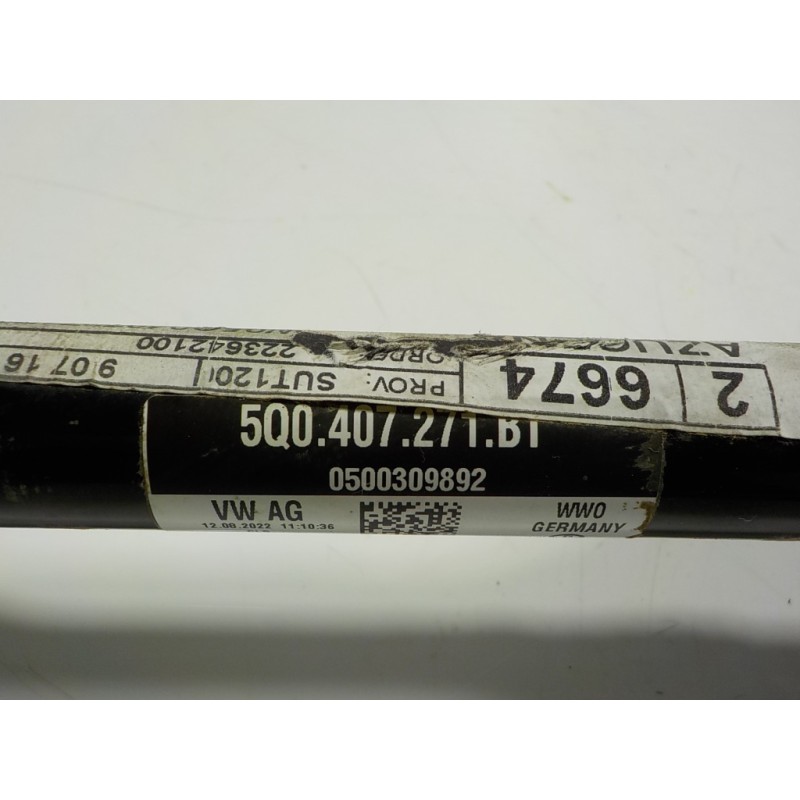 5Q0.407.271.BT
0500309892
VW AG
12.08.2022 11:10:36
WWO
GERMANY
2
6674
PROV:
SUT120
9 07 16
223642100